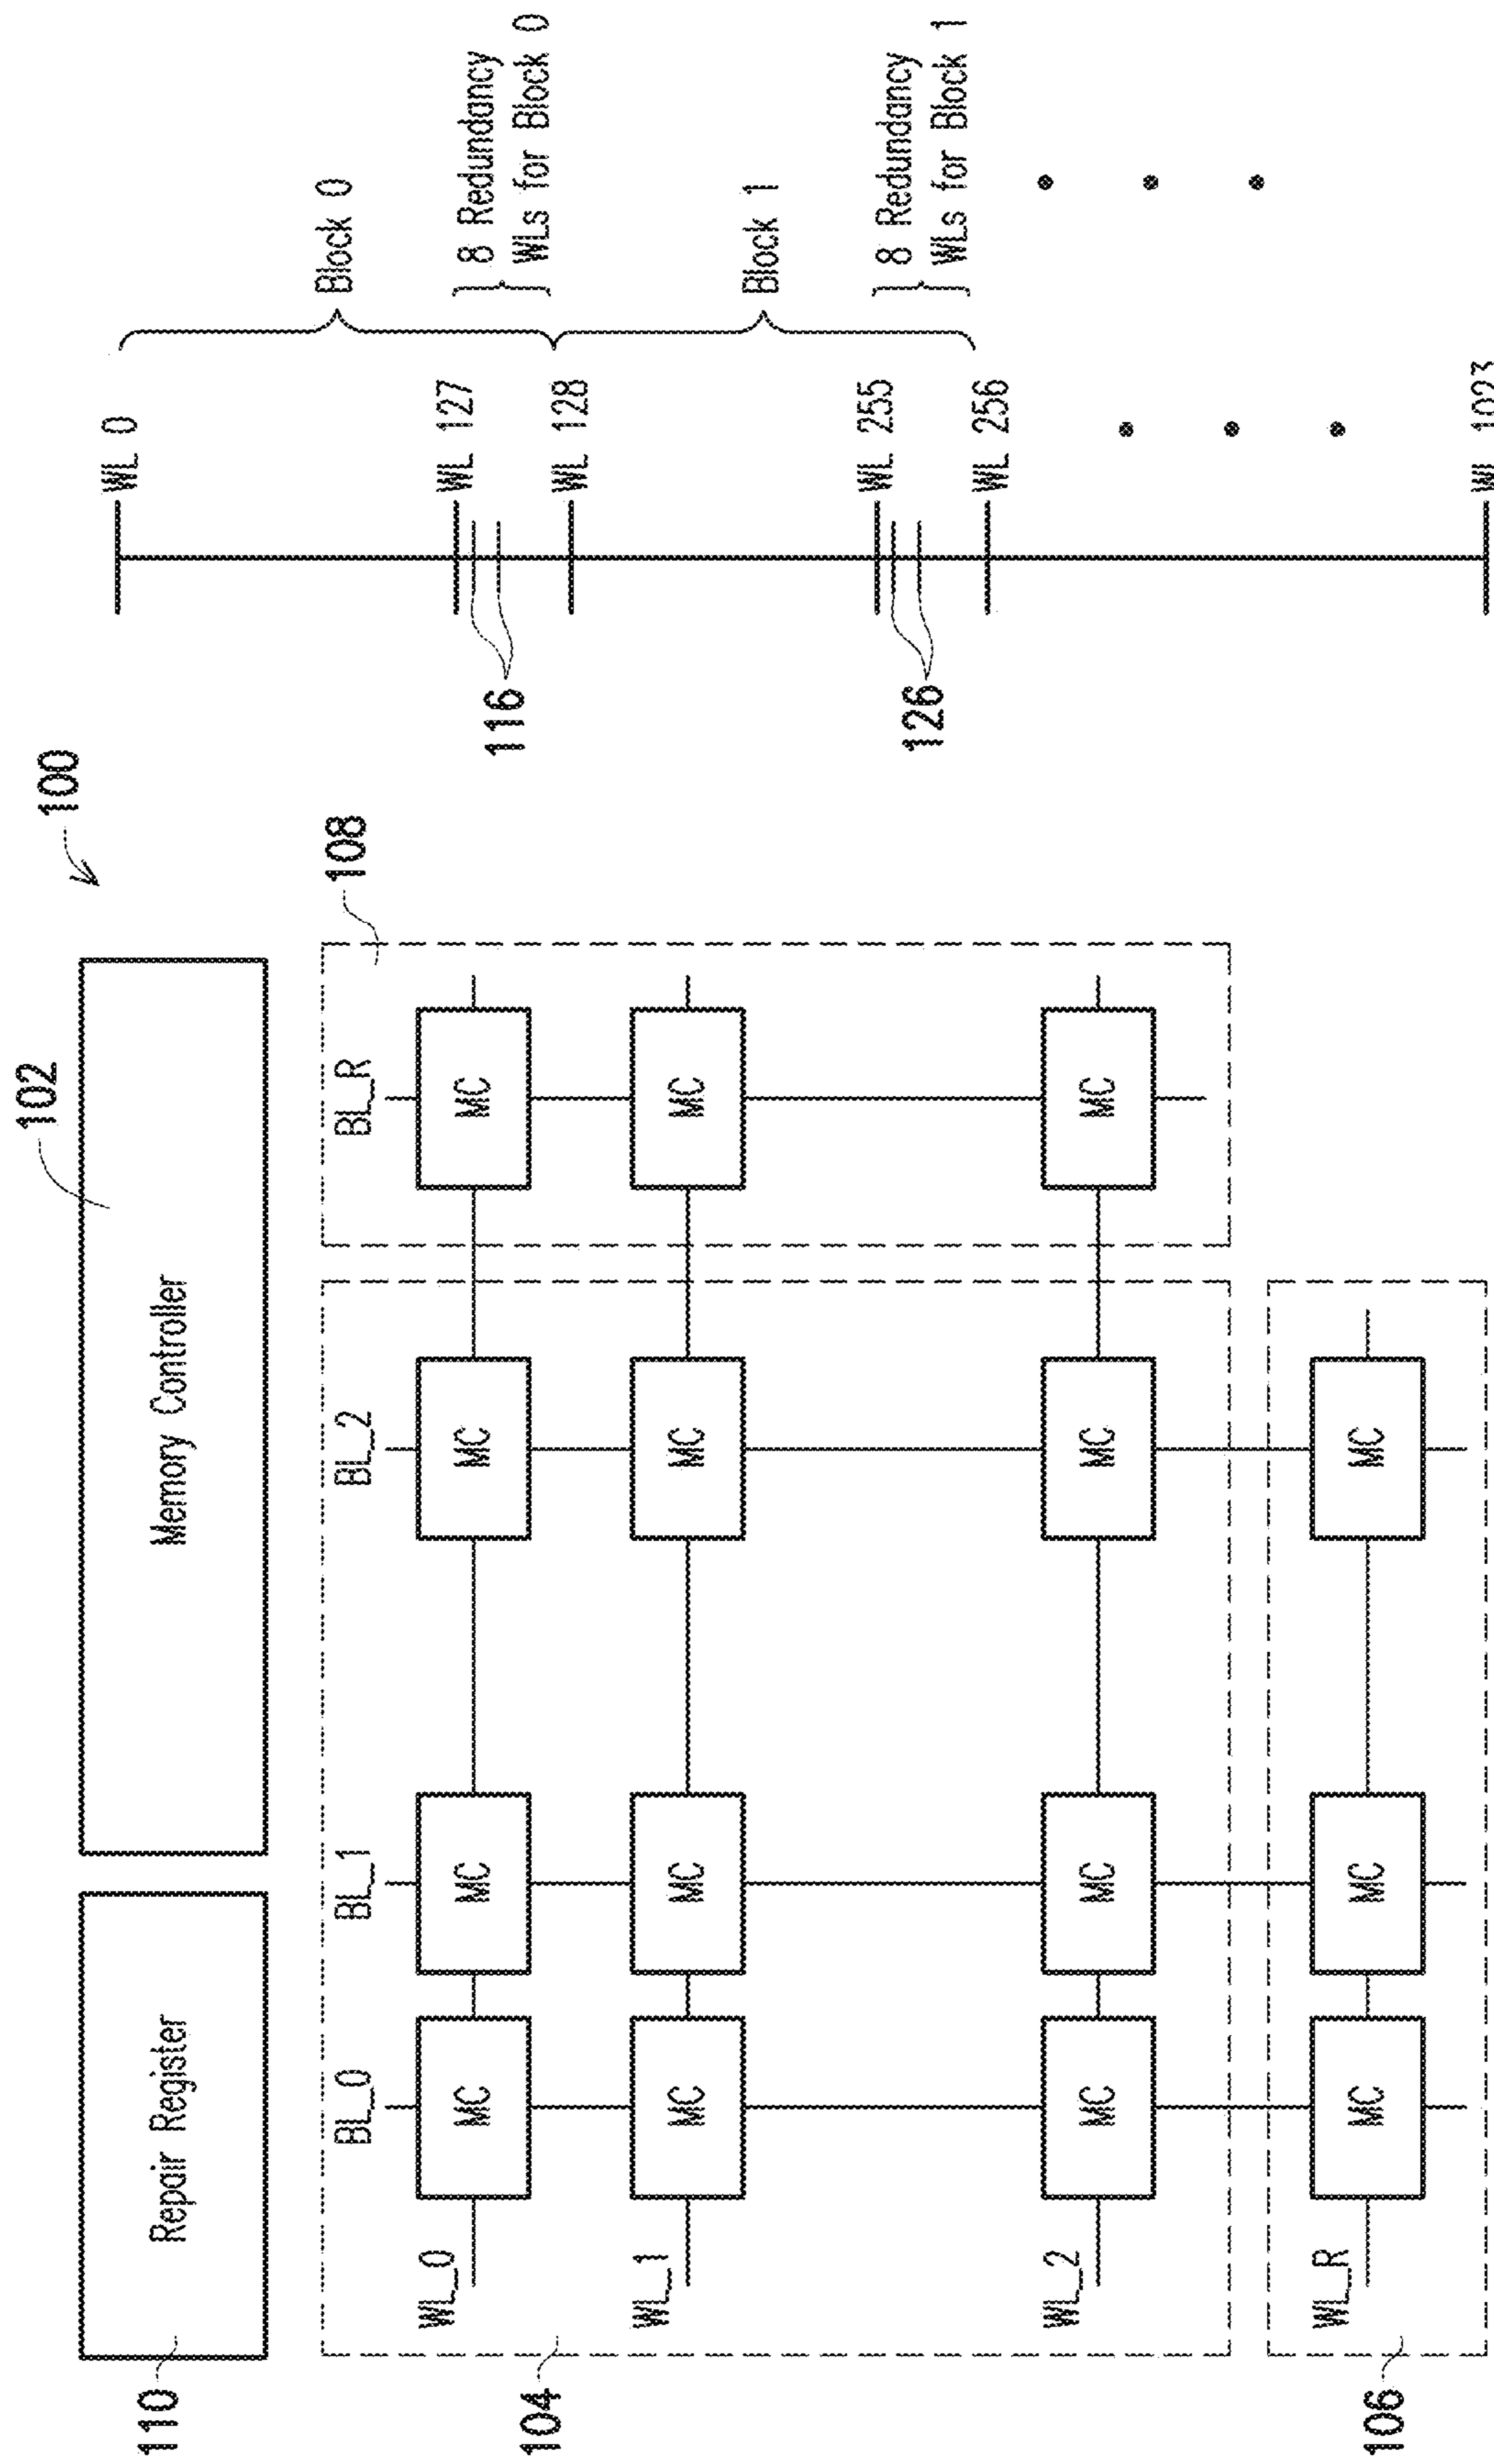 100
102
110
Repair Register
Memory Controller
108
BL_0
BL_1
BL_2
BL_R
WL_0
MC
MC
MC
MC
WL_1
MC
MC
MC
MC
104
WL_2
MC
MC
MC
MC
WL_R
MC
MC
MC
106
WL 0
Block 0
WL 127
116
8 Redundancy
WLs for Block 0
WL 128
Block 1
WL 255
126
8 Redundancy
WLs for Block 1
WL 256
WL 1023